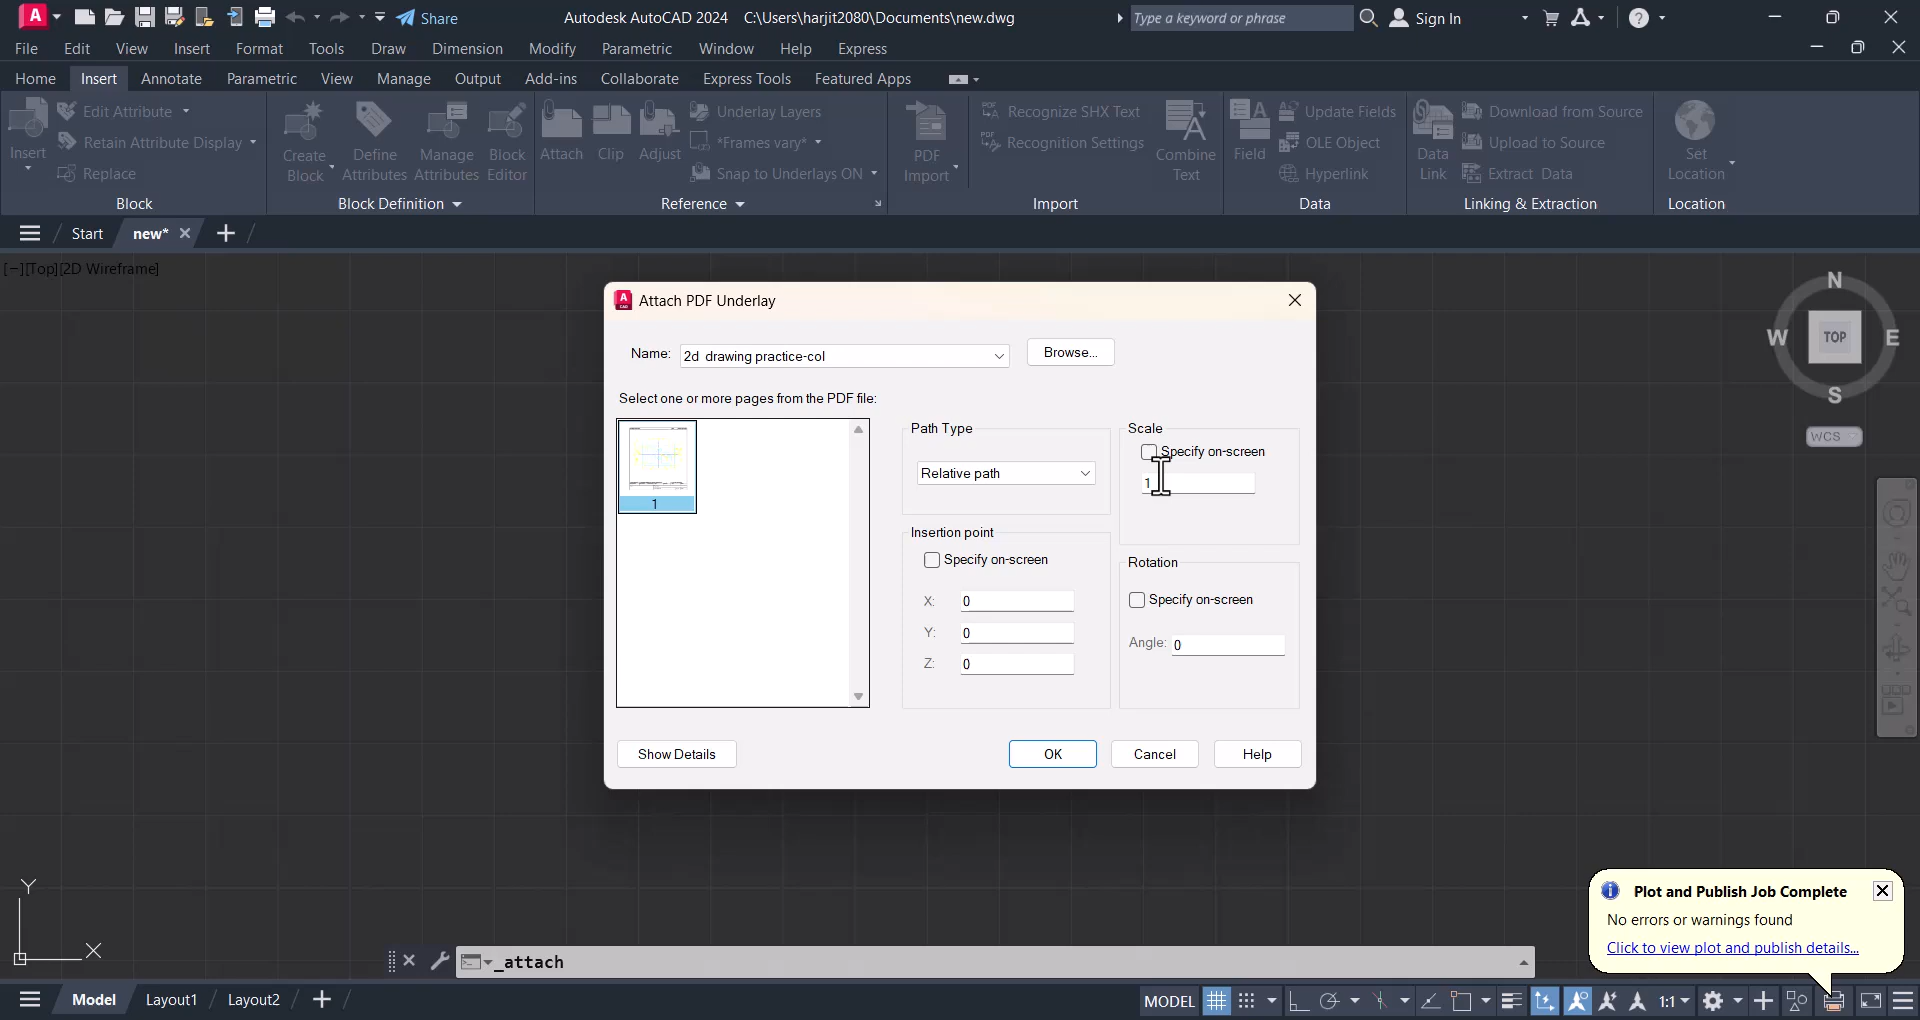 Share
Autodesk AutoCAD 2024 C:\Users\harjit2080\Documents\new.dwg
Type a keyword or phrase
Sign In
File Edit View Insert Format Tools Draw Dimension Modify Parametric Window Help Express
Home Insert Annotate Parametric View Manage Output Add-ins Collaborate Express Tools Featured Apps
Insert
Edit Attribute
Retain Attribute Display
Replace
Block
Create Block
Define Attributes
Manage Attributes
Block Editor
Block Definition
Attach
Clip
Adjust
Underlay Layers
*Frames vary*
Snap to Underlays ON
Reference
PDF Import
Recognize SHX Text
Recognition Settings
Combine Text
Import
Field
Update Fields
OLE Object
Hyperlink
Data
Data Link
Download from Source
Upload to Source
Extract Data
Linking & Extraction
Set Location
Location
Start
new*
[−][Top][2D Wireframe]
N
W
TOP
E
S
WCS
Attach PDF Underlay
Name: 2d drawing practice-col
Browse...
Select one or more pages from the PDF file:
1
Path Type
Relative path
Insertion point
Specify on-screen
X: 0
Y: 0
Z: 0
Scale
Specify on-screen
1
Rotation
Specify on-screen
Angle: 0
Show Details
OK
Cancel
Help
Plot and Publish Job Complete
No errors or warnings found
Click to view plot and publish details...
Y
X
_attach
Model Layout1 Layout2
MODEL
1:1